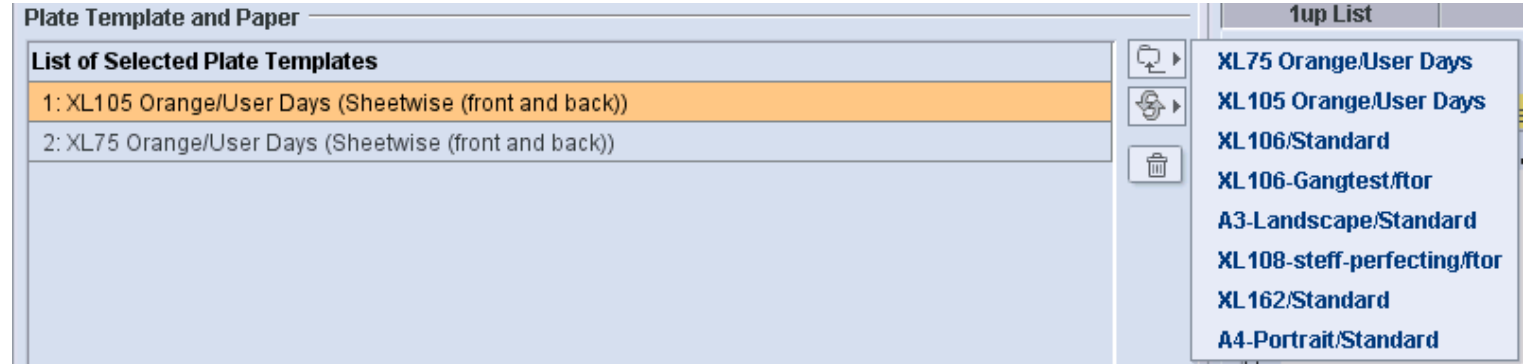 Plate Template and Paper
1up List
List of Selected Plate Templates
1: XL105 Orange/User Days (Sheetwise (front and back))
2: XL75 Orange/User Days (Sheetwise (front and back))
XL75 Orange/User Days
XL105 Orange/User Days
XL106/Standard
XL106-Gangtest/ftor
A3-Landscape/Standard
XL108-steff-perfecting/ftor
XL162/Standard
A4-Portrait/Standard